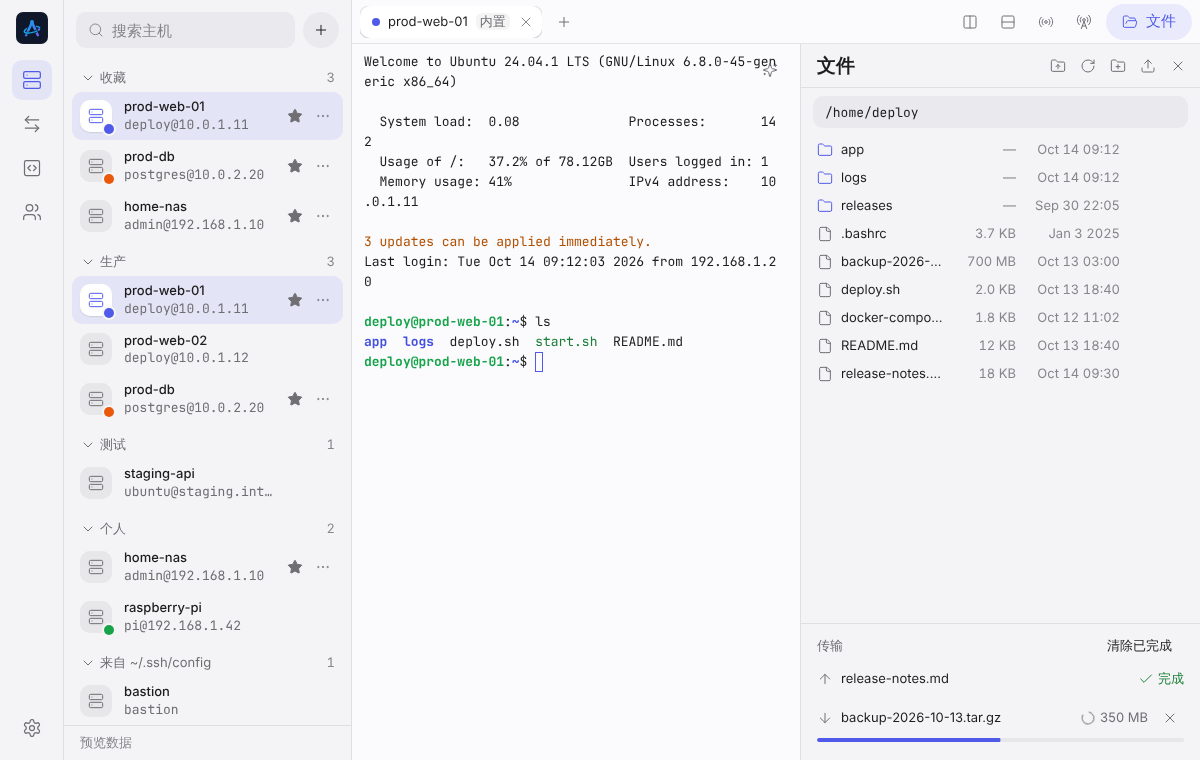 搜索主机
收藏 3
prod-web-01
deploy@10.0.1.11
prod-db
postgres@10.0.2.20
home-nas
admin@192.168.1.10
生产 3
prod-web-01
deploy@10.0.1.11
prod-web-02
deploy@10.0.1.12
prod-db
postgres@10.0.2.20
测试 1
staging-api
ubuntu@staging.int…
个人 2
home-nas
admin@192.168.1.10
raspberry-pi
pi@192.168.1.42
来自 ~/.ssh/config 1
bastion
bastion
预览数据
prod-web-01 内置
文件
Welcome to Ubuntu 24.04.1 LTS (GNU/Linux 6.8.0-45-gen
eric x86_64)
System load: 0.08 Processes: 14
2
Usage of /: 37.2% of 78.12GB Users logged in: 1
Memory usage: 41% IPv4 address: 10
.0.1.11
3 updates can be applied immediately.
Last login: Tue Oct 14 09:12:03 2026 from 192.168.1.2
0
deploy@prod-web-01:~$ ls
app logs deploy.sh start.sh README.md
deploy@prod-web-01:~$
文件
/home/deploy
app — Oct 14 09:12
logs — Oct 14 09:12
releases — Sep 30 22:05
.bashrc 3.7 KB Jan 3 2025
backup-2026-... 700 MB Oct 13 03:00
deploy.sh 2.0 KB Oct 13 18:40
docker-compo... 1.8 KB Oct 12 11:02
README.md 12 KB Oct 13 18:40
release-notes.... 18 KB Oct 14 09:30
传输 清除已完成
release-notes.md 完成
backup-2026-10-13.tar.gz 350 MB